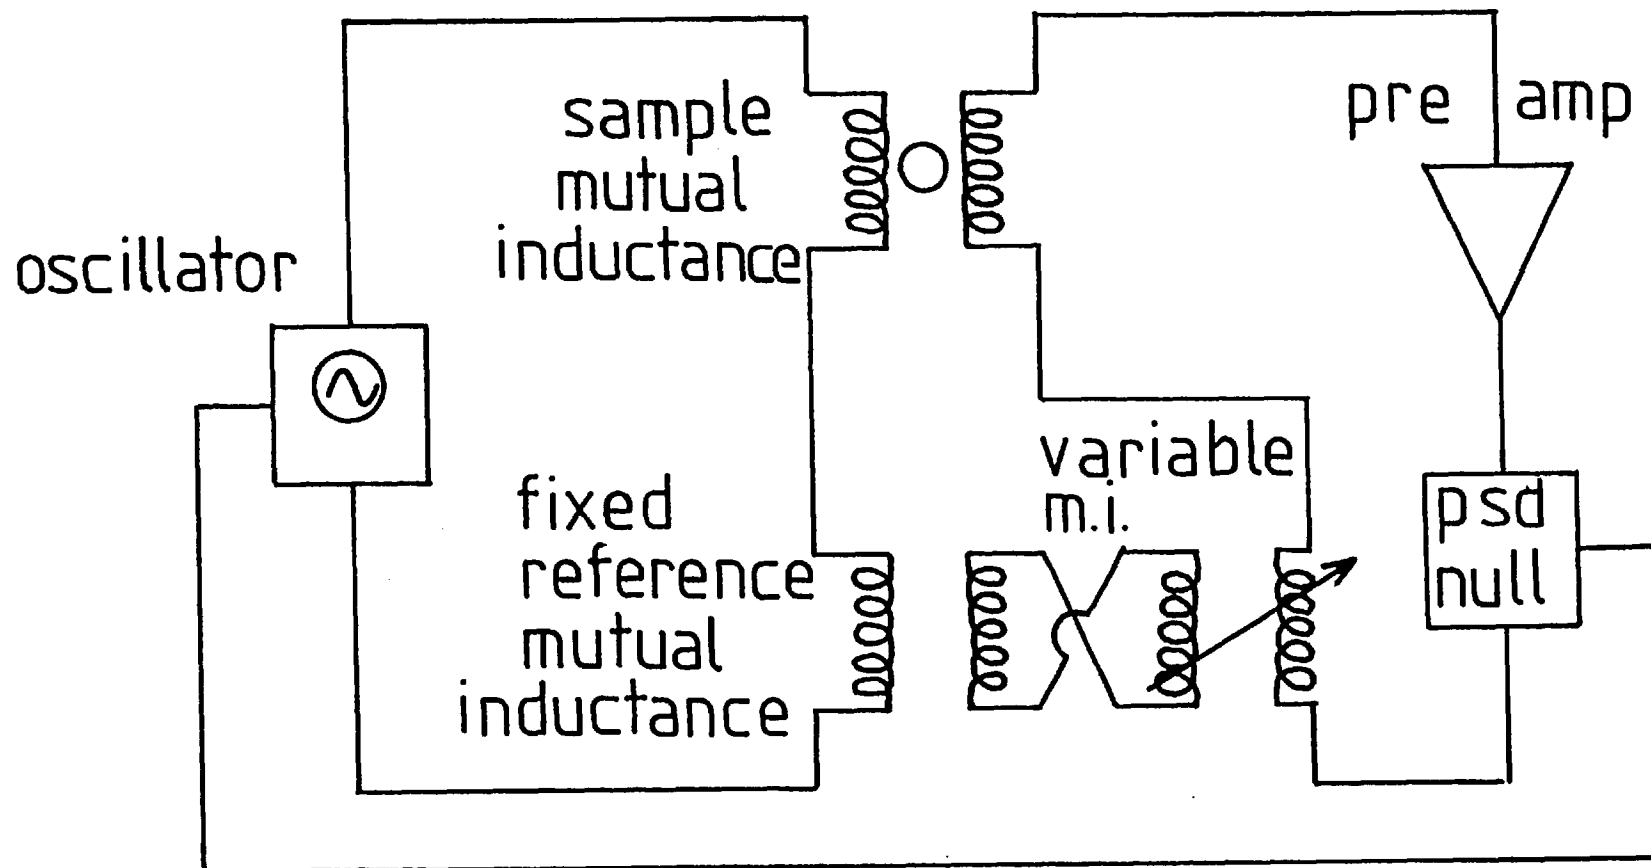 sample
mutual
inductance
pre amp
oscillator
variable
m.i.
fixed
reference
mutual
inductance
psd
null